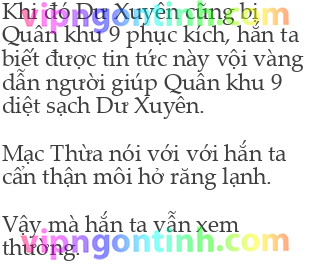 Khi đó Dư Xuyên cũng bị
Quân khu 9 phục kích, hắn ta
biết được tin tức này vội vàng
dẫn người giúp Quân khu 9
diệt sạch Dư Xuyên.
Mạc Thừa nói với với hắn ta
cẩn thận môi hở răng lạnh.
Vậy mà hắn ta vẫn xem
thường.
vipngontinh.com
vipngontinh.com